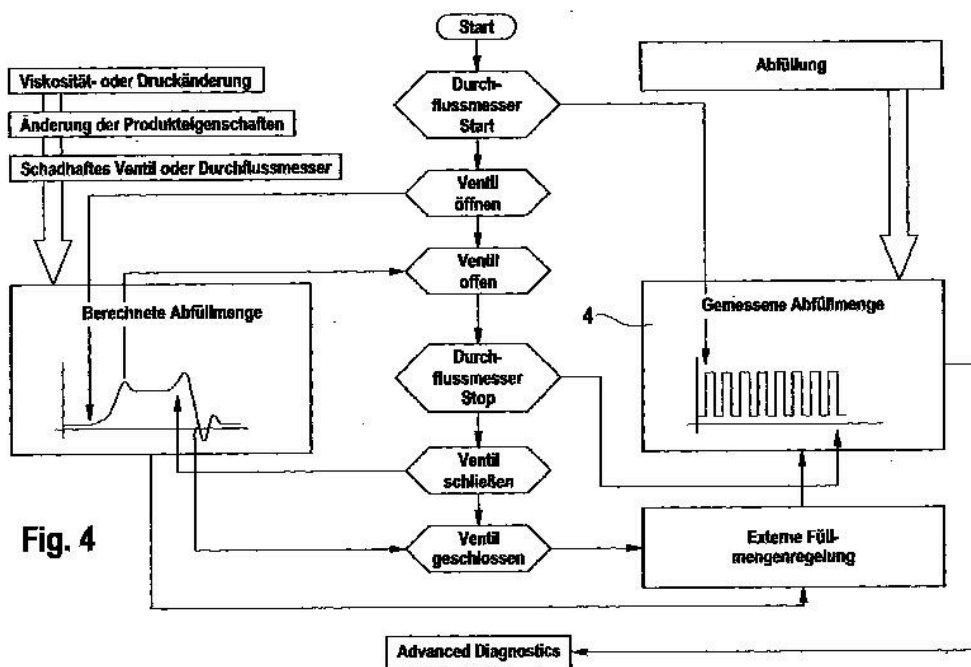 Start
Viskosität- oder Druckänderung
Änderung der Produkteigenschaften
Schadhaftes Ventil oder Durchflussmesser
Durch-
flussmesser
Start
Abfüllung
Ventil
öffnen
Ventil
offen
Berechnete Abfüllmenge
4
Gemessene Abfüllmenge
Durch-
flussmesser
Stop
Ventil
schließen
Fig. 4
Ventil
geschlossen
Externe Füll-
mengenregelung
Advanced Diagnostics